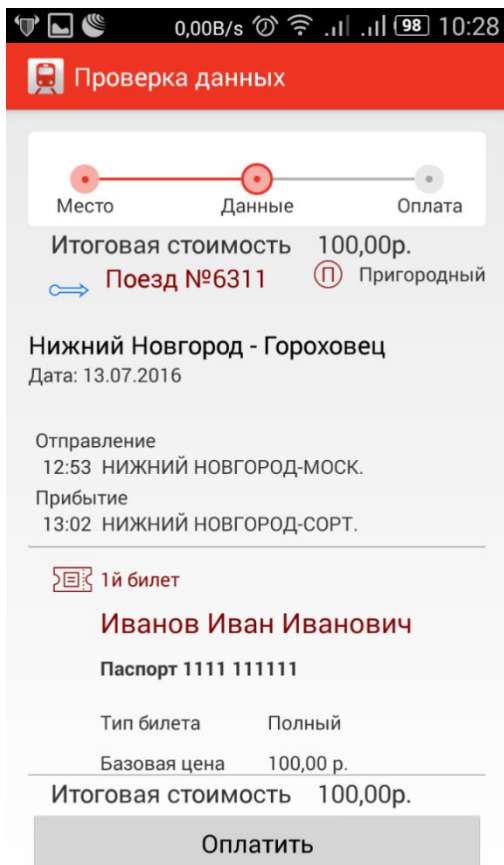 0,00B/s 98 10:28
Проверка данных
Место Данные Оплата
Итоговая стоимость 100,00р.
Поезд №6311 П Пригородный
Нижний Новгород - Гороховец
Дата: 13.07.2016
Отправление
12:53 НИЖНИЙ НОВГОРОД-МОСК.
Прибытие
13:02 НИЖНИЙ НОВГОРОД-СОРТ.
1й билет
Иванов Иван Иванович
Паспорт 1111 111111
Тип билета Полный
Базовая цена 100,00 р.
Итоговая стоимость 100,00р.
Оплатить